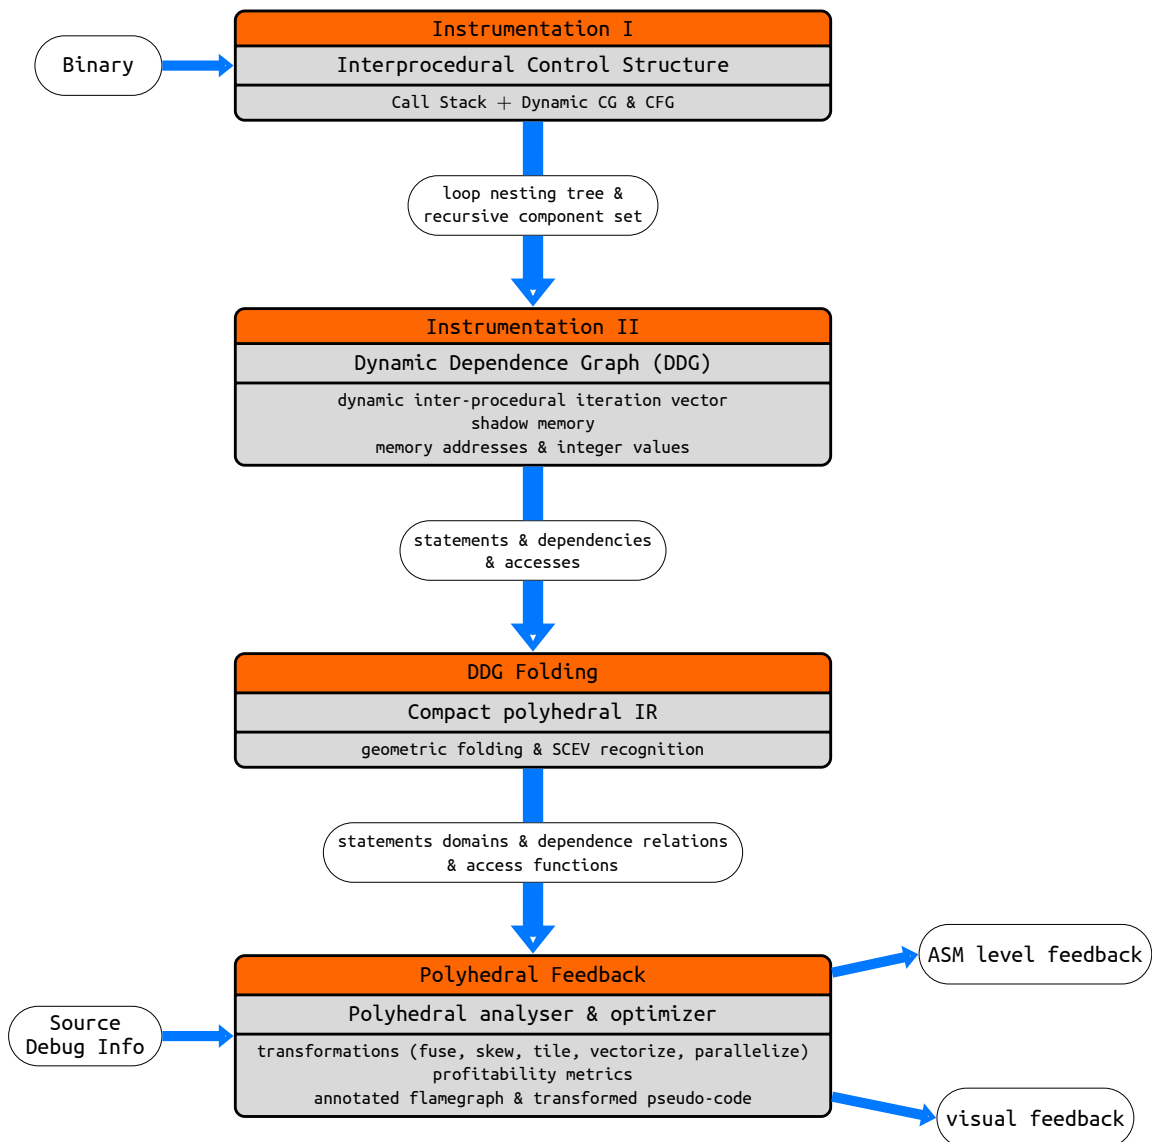 Instrumentation I
Binary
Interprocedural Control Structure
Call Stack + Dynamic CG & CFG
loop nesting tree &
recursive component set
Instrumentation II
Dynamic Dependence Graph (DDG)
dynamic inter-procedural iteration vector
shadow memory
memory addresses & integer values
statements & dependencies
& accesses
DDG Folding
Compact polyhedral IR
geometric folding & SCEV recognition
statements domains & dependence relations
& access functions
Polyhedral Feedback
ASM level feedback
Polyhedral analyser & optimizer
Source
Debug Info
transformations (fuse, skew, tile, vectorize, parallelize)
profitability metrics
annotated flamegraph & transformed pseudo-code
visual feedback